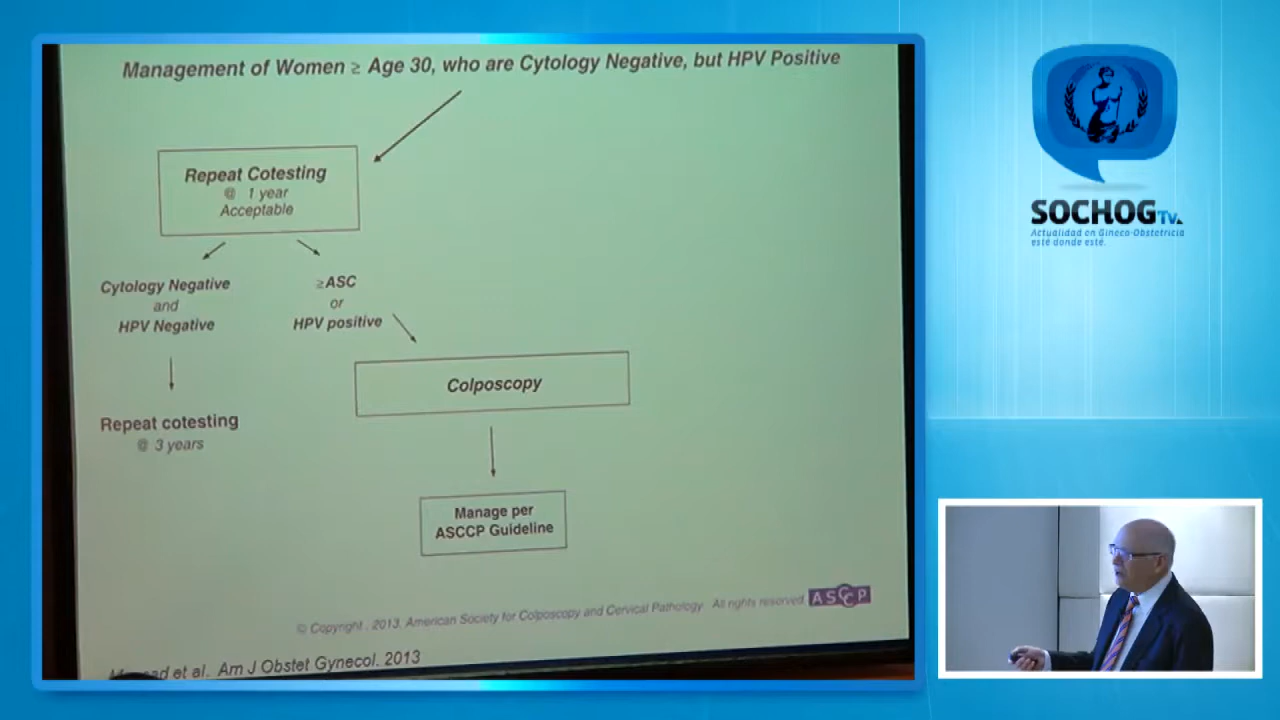 Management of Women ≥ Age 30, who are Cytology Negative, but HPV Positive
Repeat Cotesting
@ 1 year
Acceptable
Cytology Negative
and
HPV Negative
≥ASC
or
HPV positive
Repeat cotesting
@ 3 years
Colposcopy
Manage per
ASCCP Guideline
© Copyright , 2013, American Society for Colposcopy and Cervical Pathology. All rights reserved.
ASCCP
et al. Am J Obstet Gynecol. 2013
SOCHOG Tv.
Actualidad en Gineco-Obstetricia
esté donde esté.